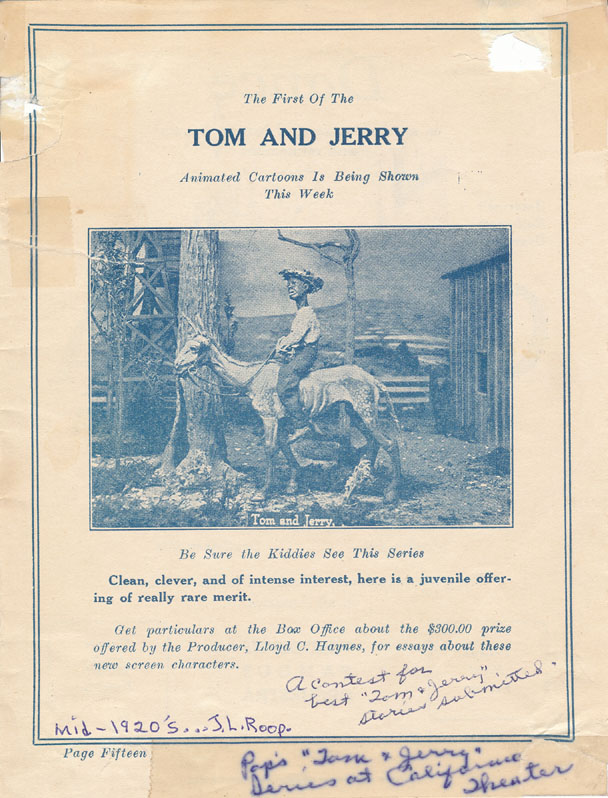 The First Of The
TOM AND JERRY
Animated Cartoons Is Being Shown
This Week
Tom and Jerry.
Be Sure the Kiddies See This Series
Clean, clever, and of intense interest, here is a juvenile offer-
ing of really rare merit.
Get particulars at the Box Office about the $300.00 prize
offered by the Producer, Lloyd C. Haynes, for essays about these
new screen characters.
A contest for
best "Tom & Jerry"
stories submitted.
Mid-1920's...J.L.Roop.
Page Fifteen
Pop's "Tom & Jerry"
Series at California
Theater